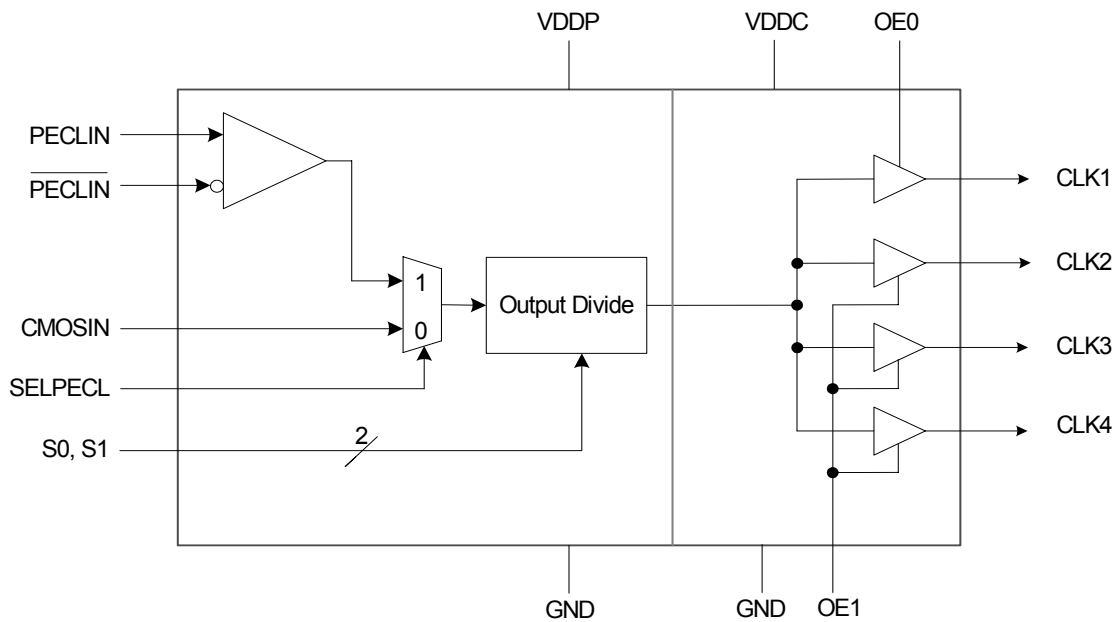 VDDP
VDDC
OE0
PECLIN
PECLIN
CLK1
CLK2
1
Output Divide
0
CMOSIN
CLK3
SELPECL
CLK4
2
S0, S1
GND
GND
OE1